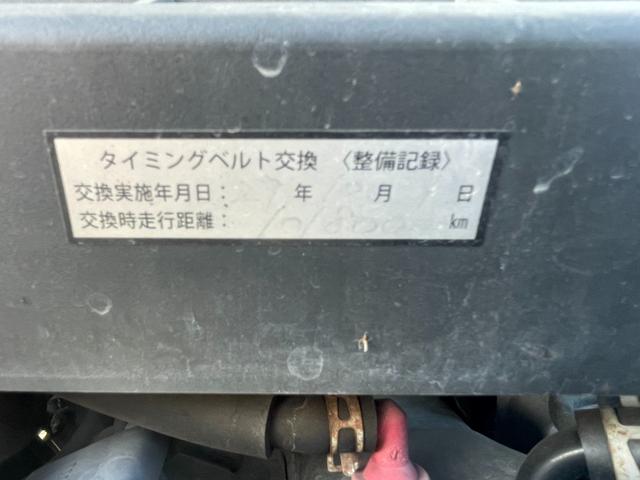 タイミングベルト交換 〈整備記録〉
交換実施年月日: 年 月 日
交換時走行距離: km